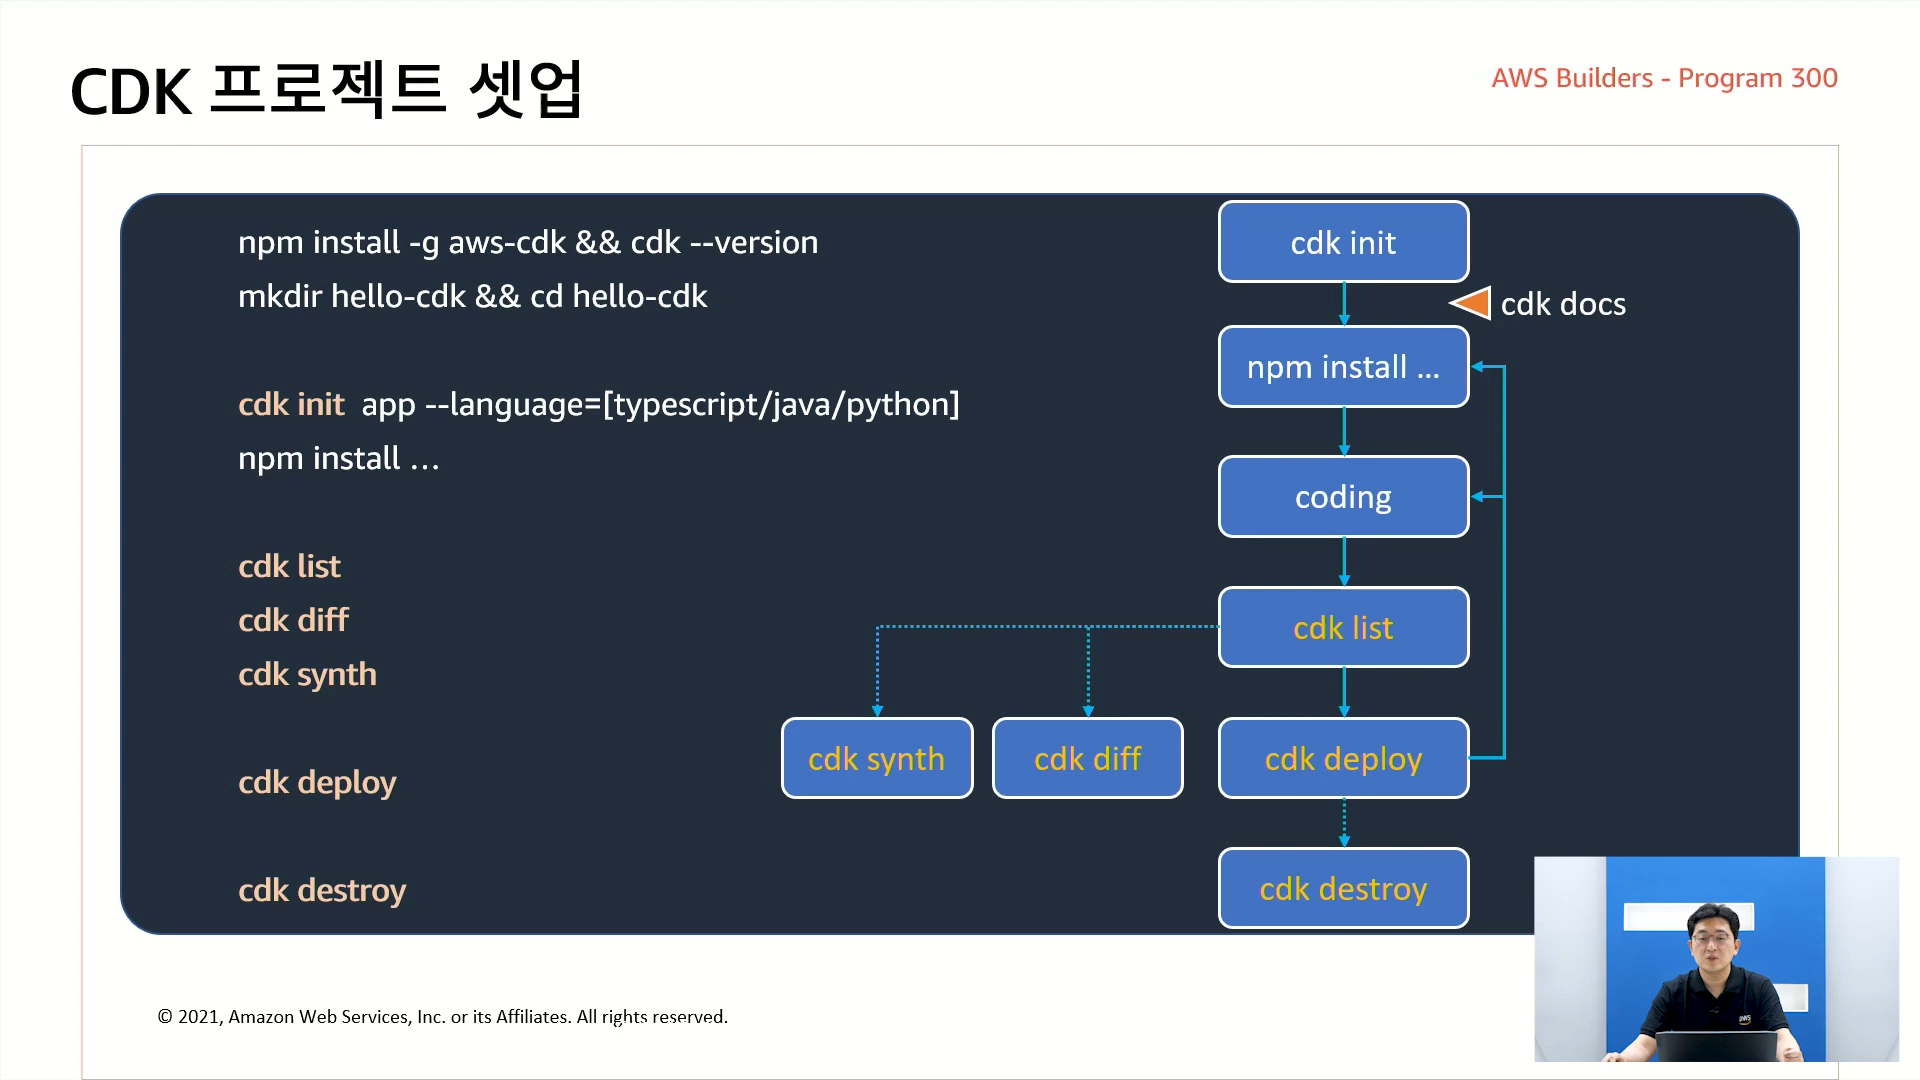 CDK 프로젝트 셋업
AWS Builders - Program 300
npm install -g aws-cdk && cdk --version
mkdir hello-cdk && cd hello-cdk
cdk init app --language=[typescript/java/python]
npm install ...
cdk list
cdk diff
cdk synth
cdk deploy
cdk destroy
cdk init
cdk docs
npm install ...
coding
cdk list
cdk synth
cdk diff
cdk deploy
cdk destroy
© 2021, Amazon Web Services, Inc. or its Affiliates. All rights reserved.
aws